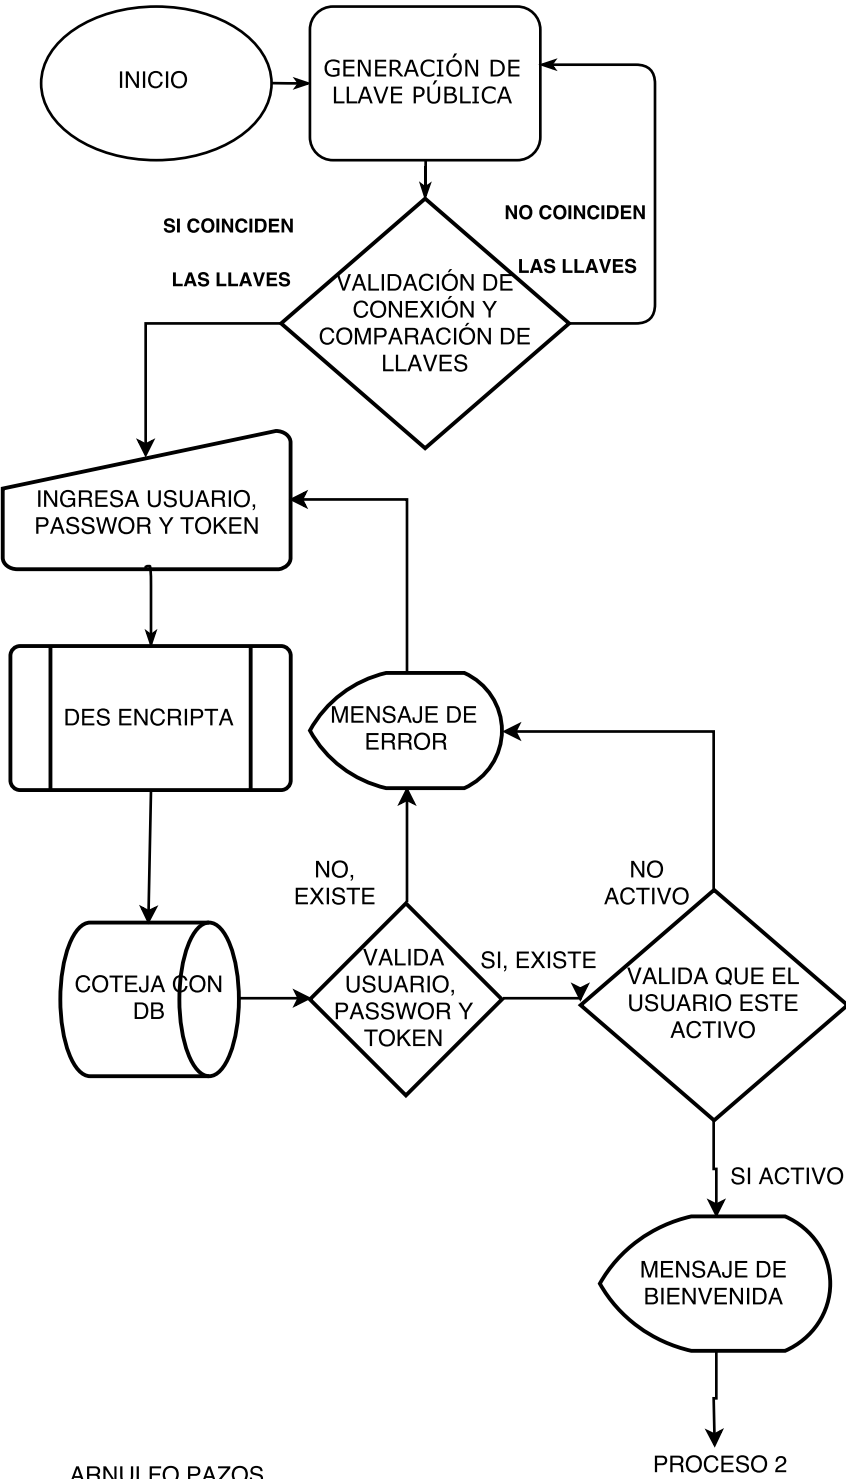 INICIO
GENERACIÓN DE
LLAVE PÚBLICA
SI COINCIDEN
LAS LLAVES
NO COINCIDEN
LAS LLAVES
VALIDACIÓN DE
CONEXIÓN Y
COMPARACIÓN DE
LLAVES
INGRESA USUARIO,
PASSWOR Y TOKEN
DES ENCRIPTA
MENSAJE DE
ERROR
NO,
EXISTE
NO
ACTIVO
COTEJA CON
DB
VALIDA
USUARIO,
PASSWOR Y
TOKEN
SI, EXISTE
VALIDA QUE EL
USUARIO ESTE
ACTIVO
SI ACTIVO
MENSAJE DE
BIENVENIDA
PROCESO 2
ARNULFO PAZOS